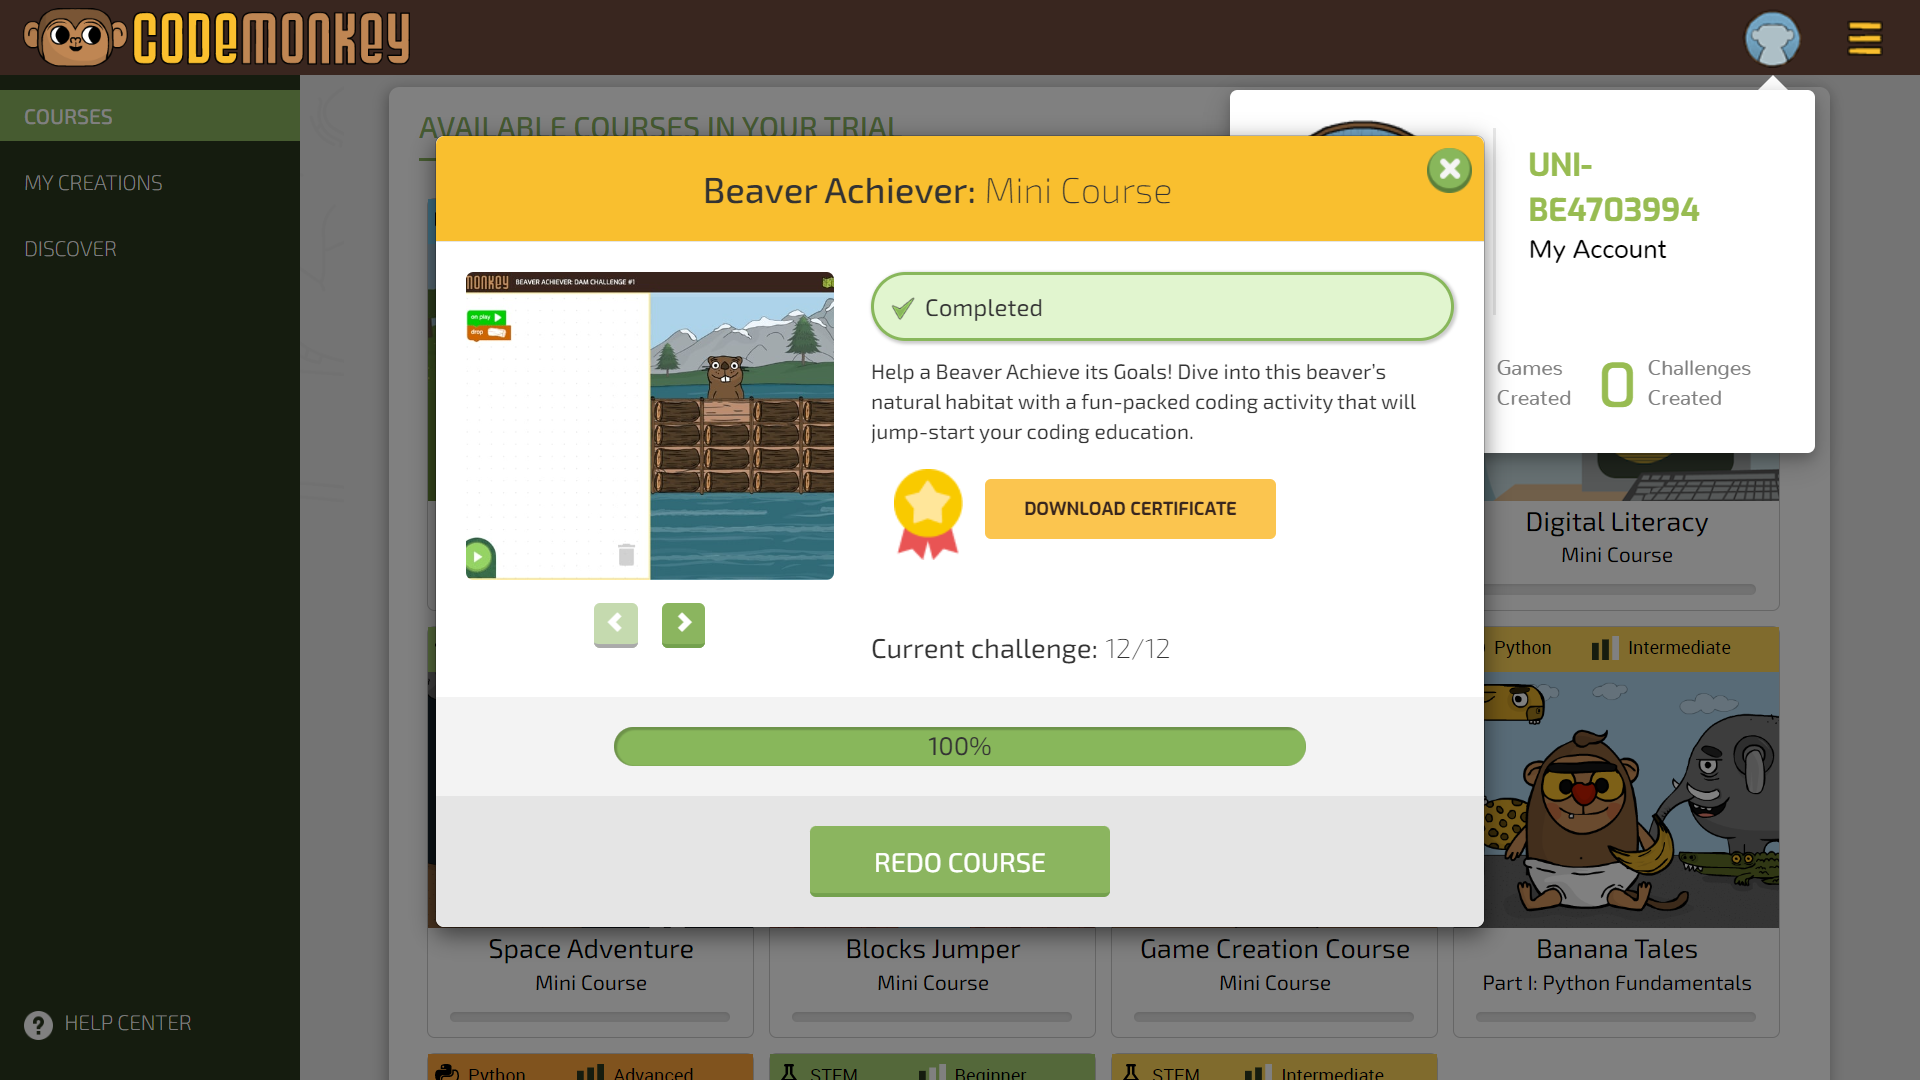 CODEMONKEY
COURSES
MY CREATIONS
DISCOVER
HELP CENTER
AVAILABLE COURSES IN YOUR TRIAL
UNI-
BE4703994
My Account
Games
Created
0
Challenges
Created
Beaver Achiever: Mini Course
MONKEY BEAVER ACHIEVER: DAM CHALLENGE #1
on play
drop
Completed
Help a Beaver Achieve its Goals! Dive into this beaver’s
natural habitat with a fun-packed coding activity that will
jump-start your coding education.
DOWNLOAD CERTIFICATE
Current challenge: 12/12
100%
REDO COURSE
Digital Literacy
Mini Course
Python Intermediate
Space Adventure
Mini Course
Blocks Jumper
Mini Course
Game Creation Course
Mini Course
Banana Tales
Part I: Python Fundamentals
Python Advanced
STEM Beginner
STEM Intermediate